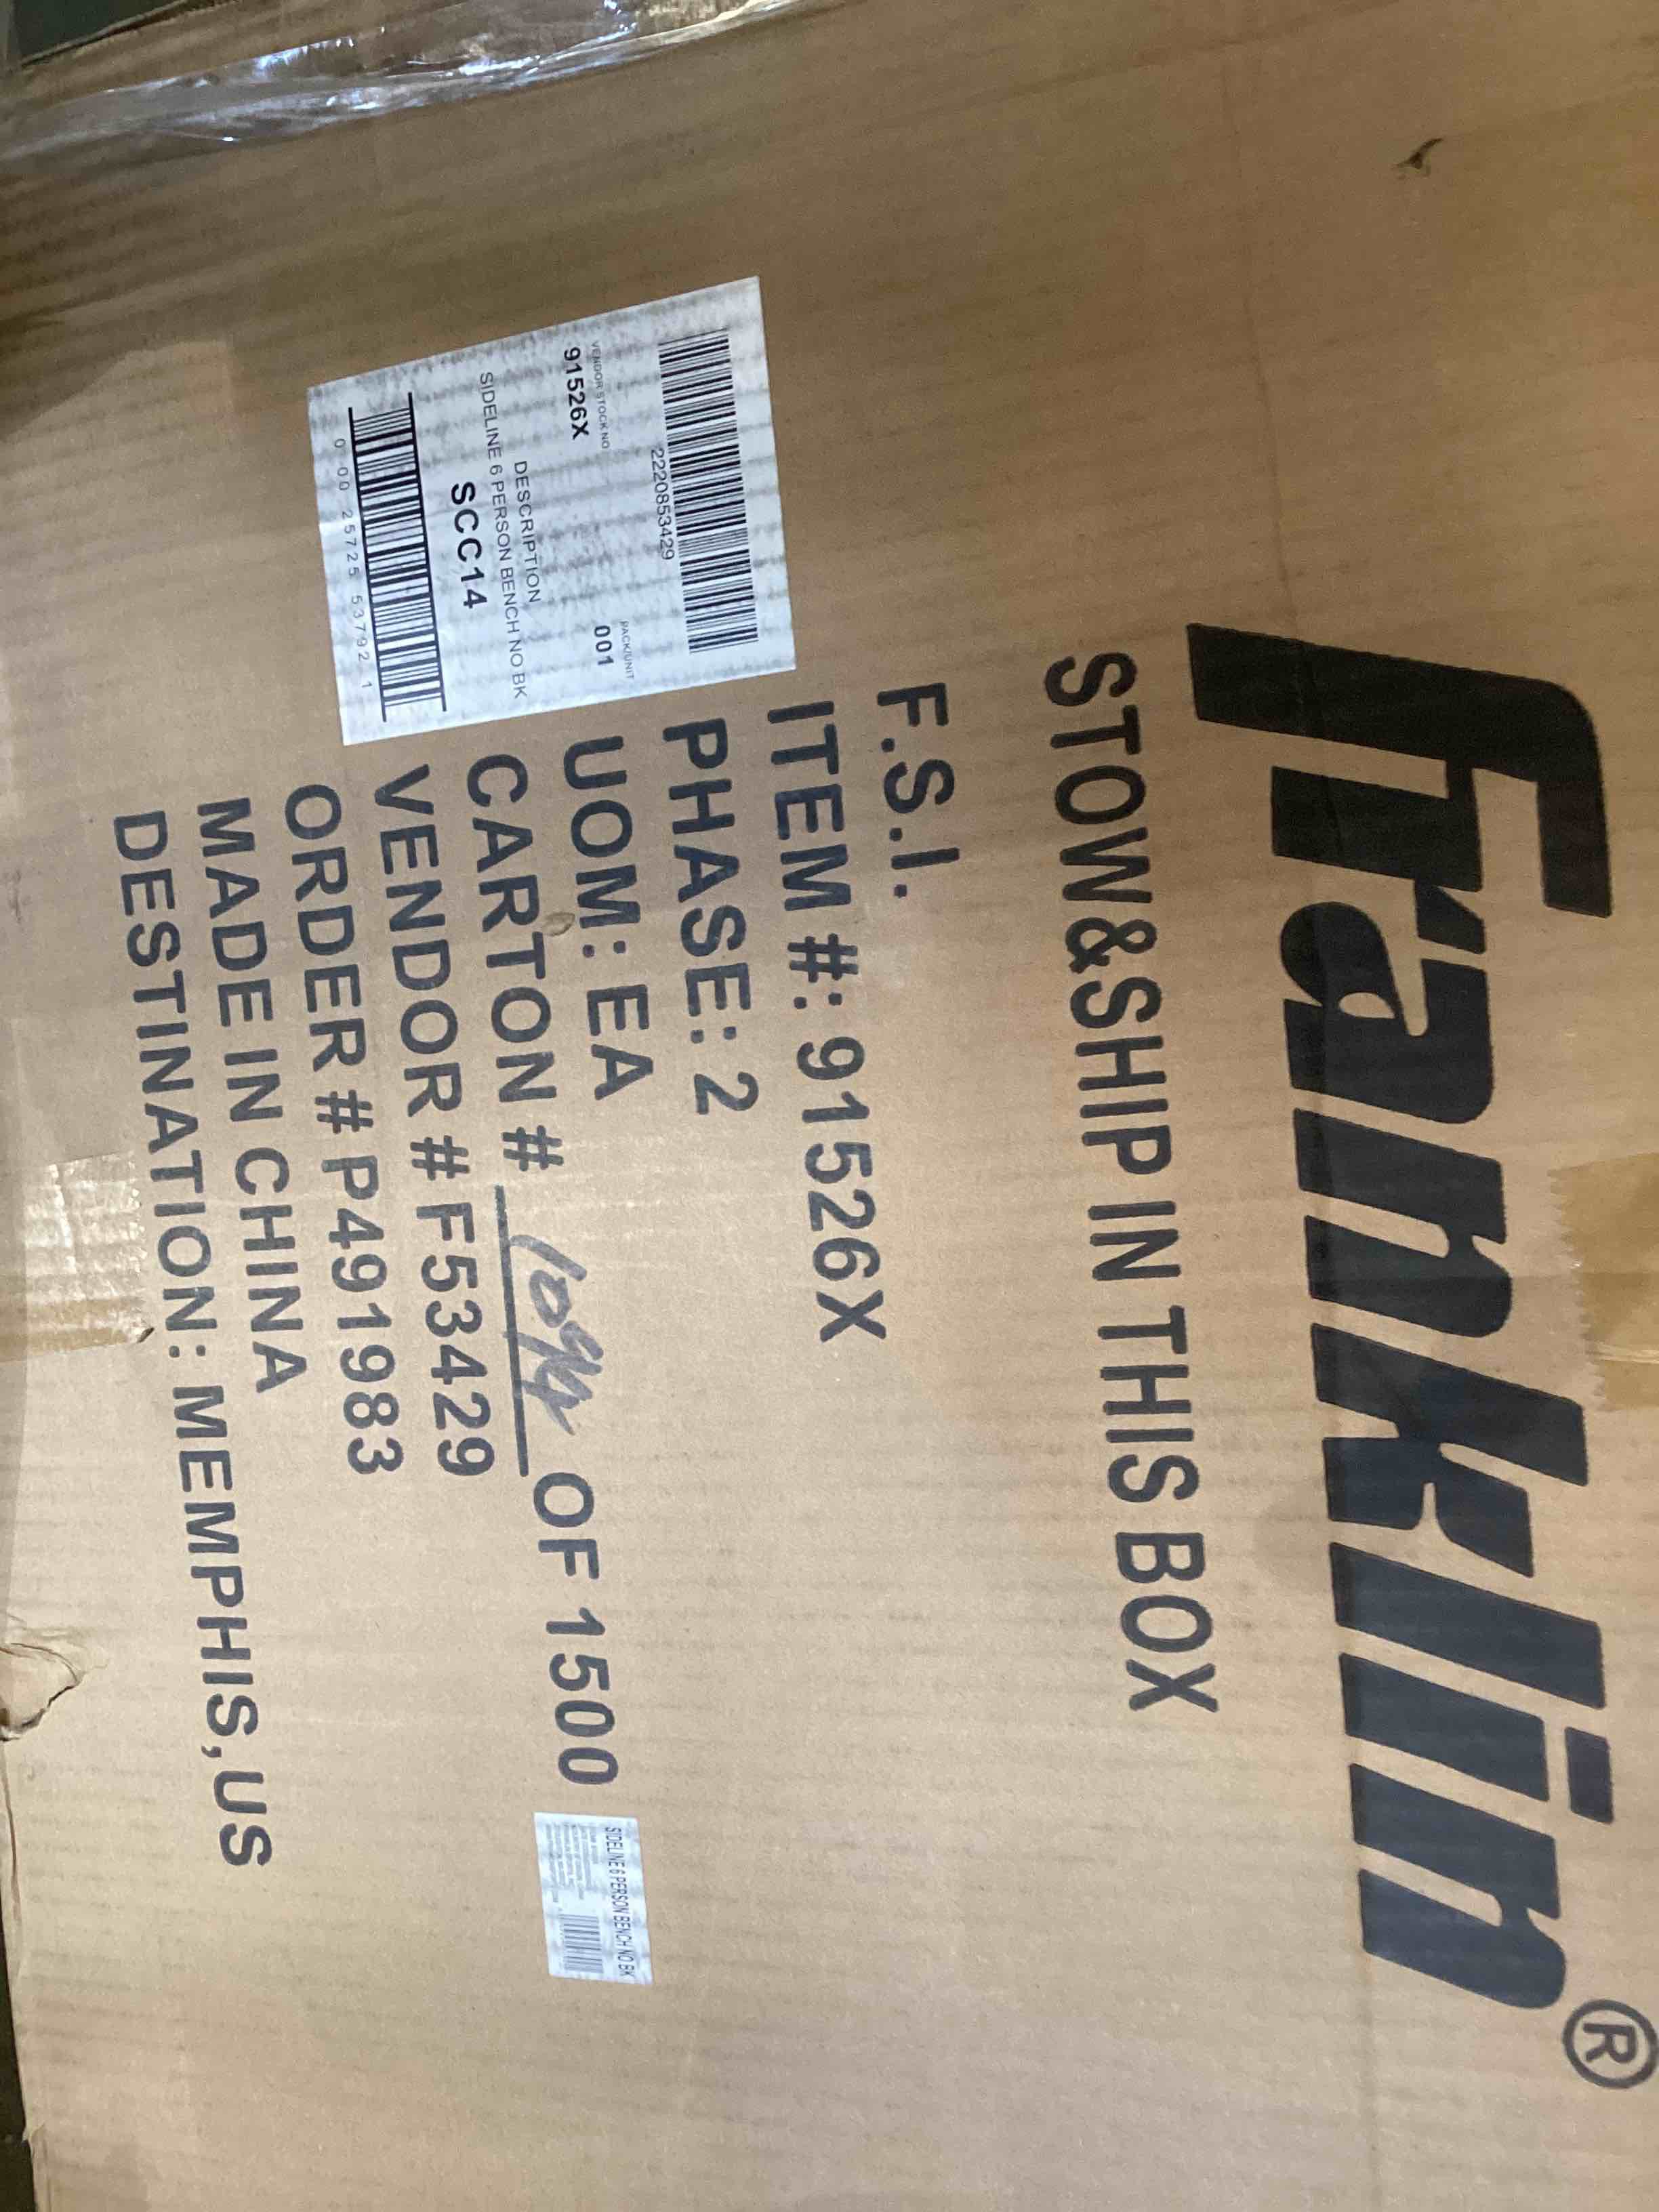 Franklin®
STOW&SHIP IN THIS BOX
F.S.I.
ITEM #: 91526X
PHASE: 2
UOM: EA
CARTON # OF 1500
VENDOR # F53429
ORDER # P491983
MADE IN CHINA
DESTINATION: MEMPHIS,US
2220853429
VENDOR STOCK NO
PACK/UNIT
91526X
001
DESCRIPTION
SIDELINE 6 PERSON BENCH NO BK
SCC14
0 00 25725 53792 1
SIDELINE 6 PERSON BENCH NO BK